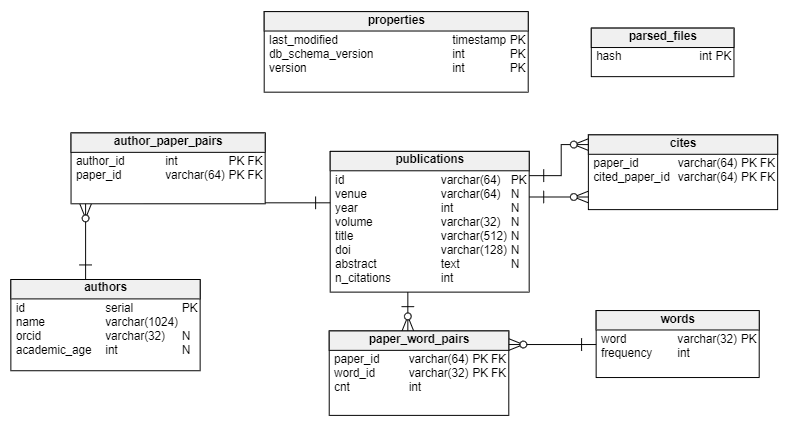 properties
last_modified timestamp PK
db_schema_version int PK
version int PK
parsed_files
hash int PK
author_paper_pairs
author_id int PK FK
paper_id varchar(64) PK FK
publications
id varchar(64) PK
venue varchar(64) N
year int N
volume varchar(32) N
title varchar(512) N
doi varchar(128) N
abstract text N
n_citations int
cites
paper_id varchar(64) PK FK
cited_paper_id varchar(64) PK FK
authors
id serial PK
name varchar(1024)
orcid varchar(32) N
academic_age int N
paper_word_pairs
paper_id varchar(64) PK FK
word_id varchar(32) PK FK
cnt int
words
word varchar(32) PK
frequency int